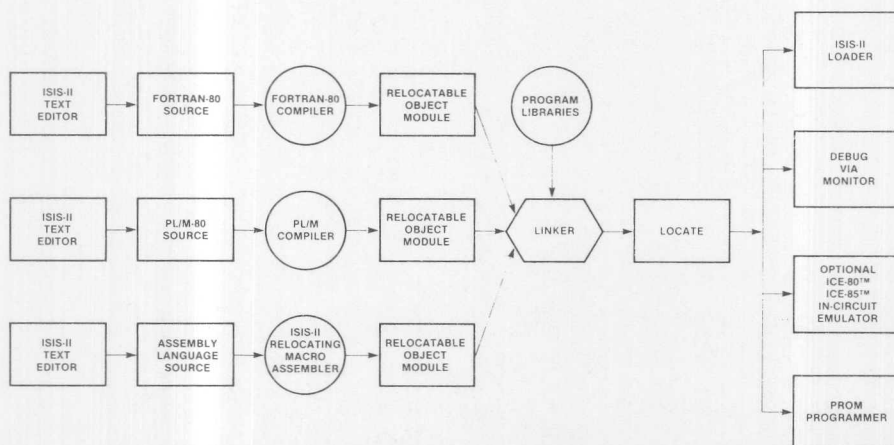 ISIS-II
TEXT
EDITOR
FORTRAN-80
SOURCE
FORTRAN-80
COMPILER
RELOCATABLE
OBJECT
MODULE
PROGRAM
LIBRARIES
ISIS-II
LOADER
DEBUG
VIA
MONITOR
ISIS-II
TEXT
EDITOR
PL/M-80
SOURCE
PL/M
COMPILER
RELOCATABLE
OBJECT
MODULE
LINKER
LOCATE
OPTIONAL
ICE-80™
ICE-85™
IN-CIRCUIT
EMULATOR
ISIS-II
TEXT
EDITOR
ASSEMBLY
LANGUAGE
SOURCE
ISIS-II
RELOCATING
MACRO
ASSEMBLER
RELOCATABLE
OBJECT
MODULE
PROM
PROGRAMMER